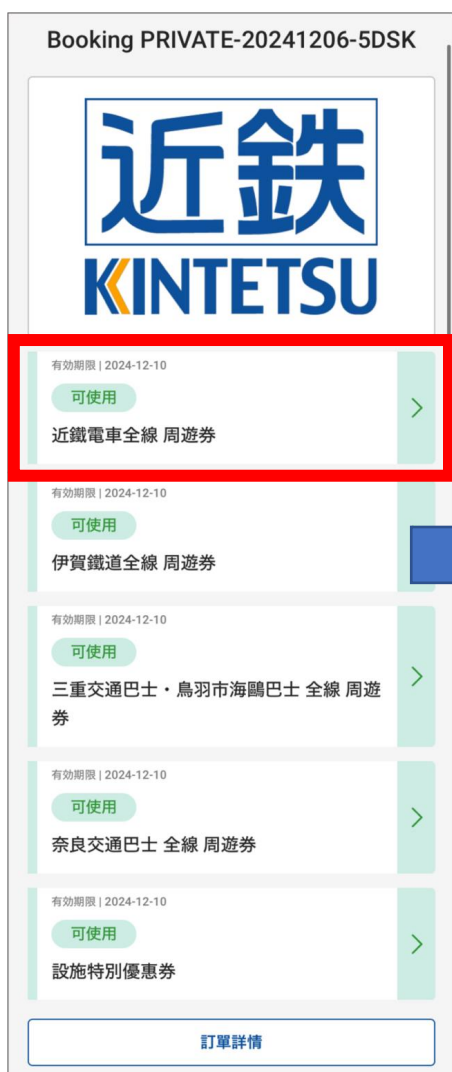 Booking PRIVATE-20241206-5DSK
近鉄
KINTETSU
有効期限 | 2024-12-10
可使用
近鐵電車全線 周遊券
有効期限 | 2024-12-10
可使用
伊賀鐵道全線 周遊券
有効期限 | 2024-12-10
可使用
三重交通巴士・鳥羽市海鷗巴士 全線 周遊
券
有効期限 | 2024-12-10
可使用
奈良交通巴士 全線 周遊券
有効期限 | 2024-12-10
可使用
設施特別優惠券
訂單詳情